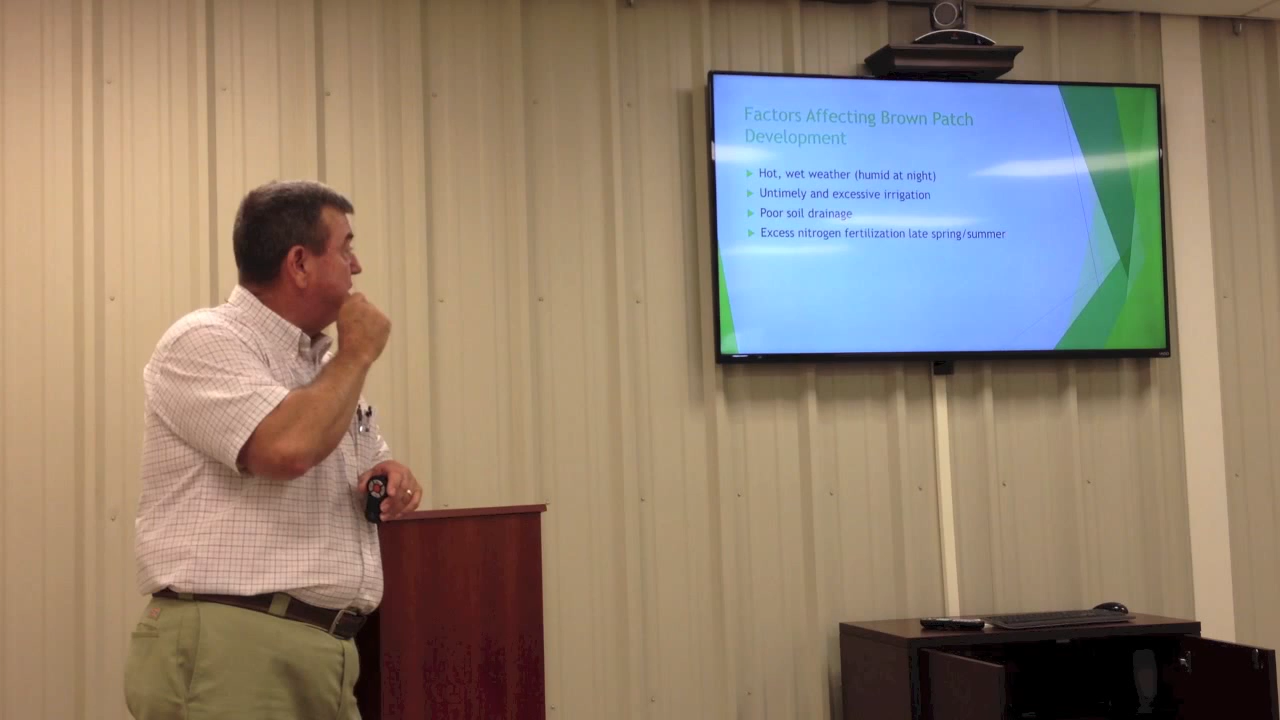 Factors Affecting Brown Patch
Development
Hot, wet weather (humid at night)
Untimely and excessive irrigation
Poor soil drainage
Excess nitrogen fertilization late spring/summer